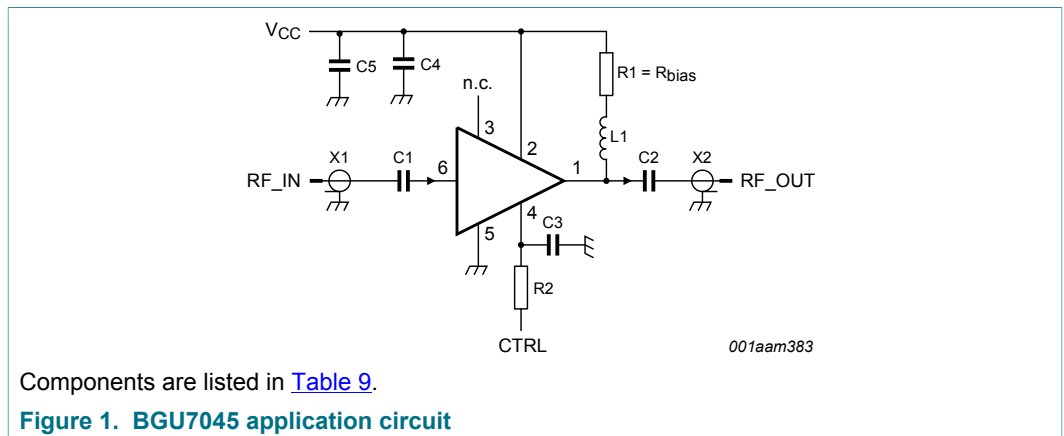 VCC
C5
C4
R1 = Rbias
n.c.
3
L1
2
X1
C1
6
1
C2
X2
RF_IN
RF_OUT
4
C3
5
R2
CTRL
001aam383
Components are listed in Table 9.
Figure 1. BGU7045 application circuit